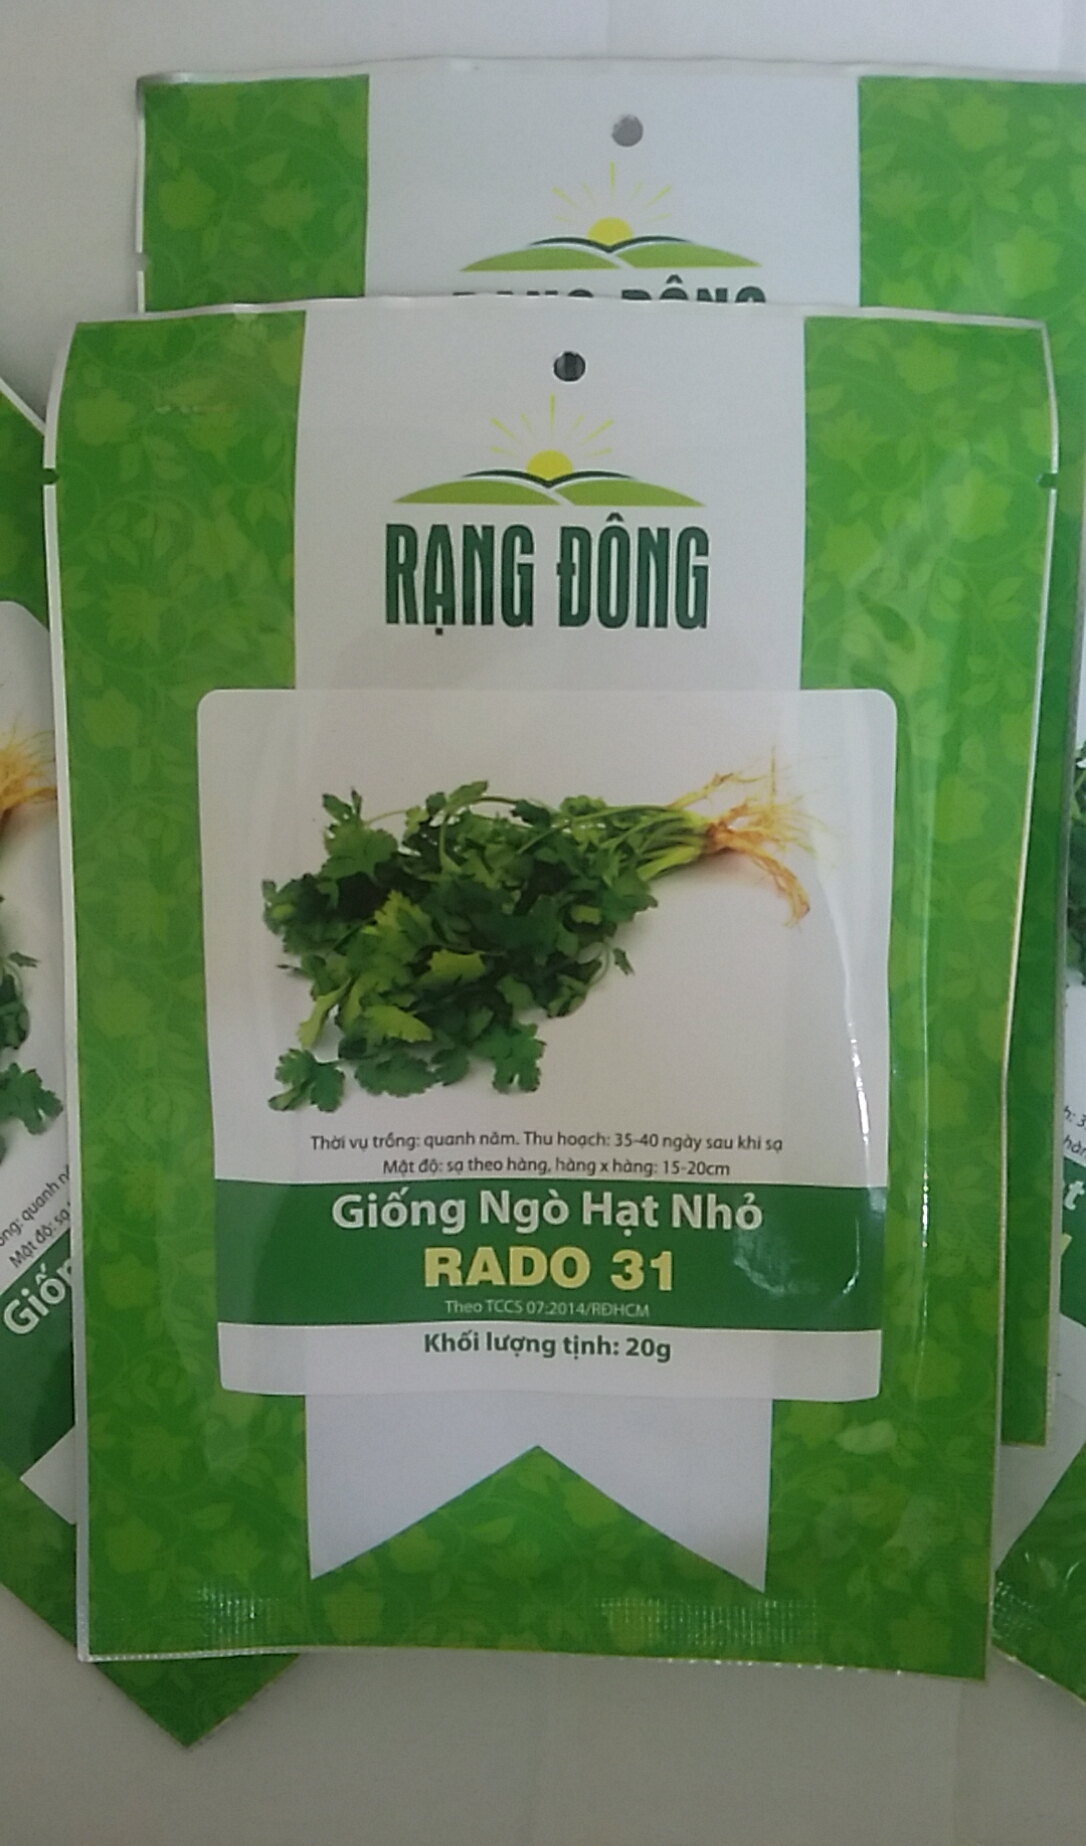 RẠNG ĐÔNG
RẠNG ĐÔNG
Thời vụ trồng: quanh năm. Thu hoạch: 35-40 ngày sau khi sạ
Mật độ: sạ theo hàng, hàng x hàng: 15-20cm
Giống Ngò Hạt Nhỏ
RADO 31
Theo TCCS 07:2014/RĐHCM
Khối lượng tịnh: 20g